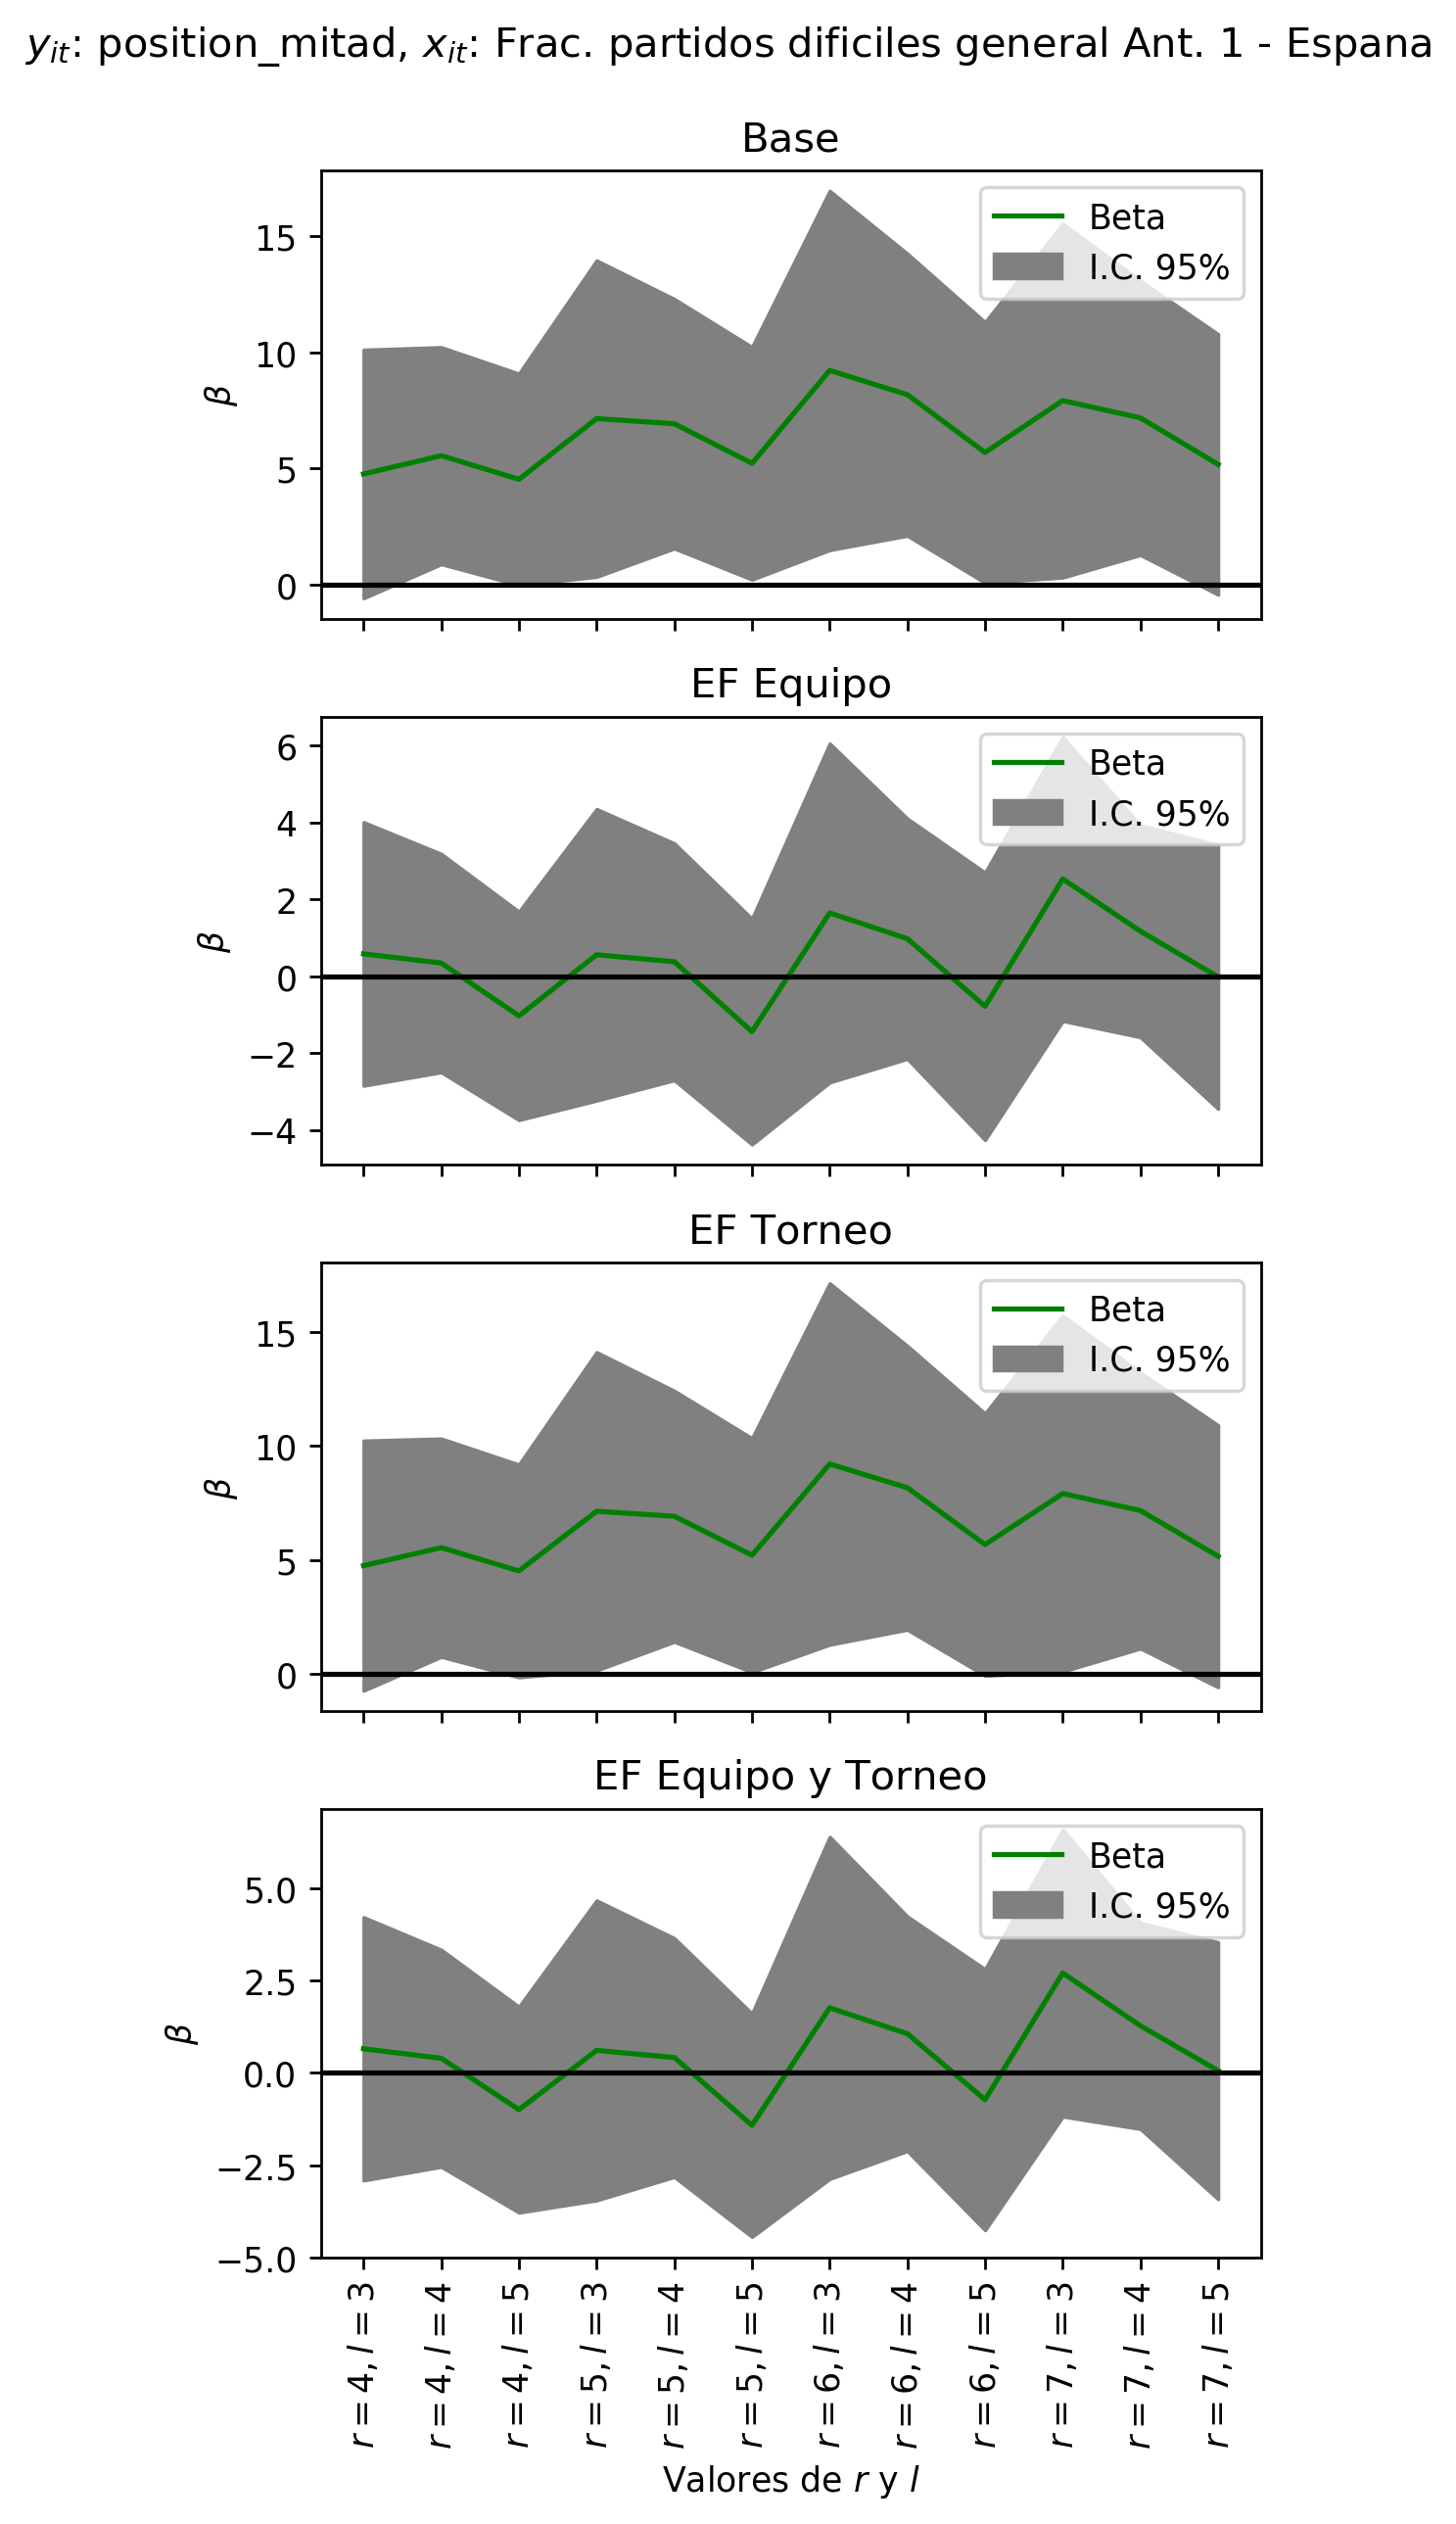 y_it: position_mitad, x_it: Frac. partidos dificiles general Ant. 1 - Espana
Base
Beta
I.C. 95%
15
10
5
0
β
EF Equipo
Beta
I.C. 95%
6
4
2
0
−2
−4
β
EF Torneo
Beta
I.C. 95%
15
10
5
0
β
EF Equipo y Torneo
Beta
I.C. 95%
5.0
2.5
0.0
−2.5
−5.0
β
r = 4, l = 3
r = 4, l = 4
r = 4, l = 5
r = 5, l = 3
r = 5, l = 4
r = 5, l = 5
r = 6, l = 3
r = 6, l = 4
r = 6, l = 5
r = 7, l = 3
r = 7, l = 4
r = 7, l = 5
Valores de r y l